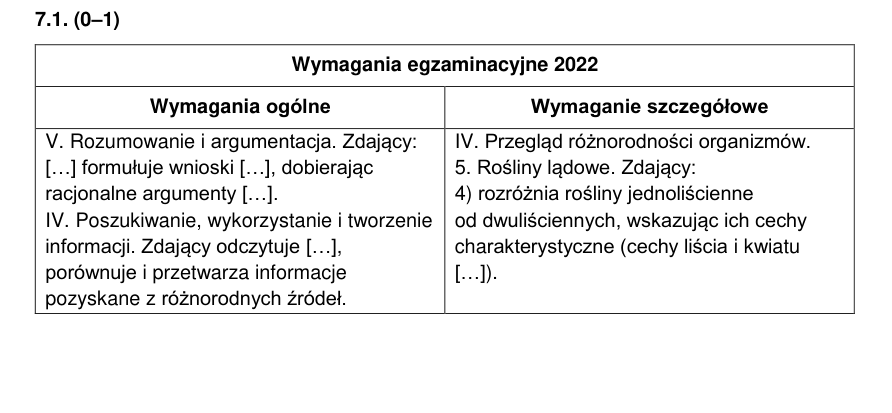 7.1. (0–1)
Wymagania egzaminacyjne 2022
Wymagania ogólne
Wymaganie szczegółowe
V. Rozumowanie i argumentacja. Zdający:
[…] formułuje wnioski […], dobierając
racjonalne argumenty […].
IV. Poszukiwanie, wykorzystanie i tworzenie
informacji. Zdający odczytuje […],
porównuje i przetwarza informacje
pozyskane z różnorodnych źródeł.
IV. Przegląd różnorodności organizmów.
5. Rośliny lądowe. Zdający:
4) rozróżnia rośliny jednoliścienne
od dwuliściennych, wskazując ich cechy
charakterystyczne (cechy liścia i kwiatu
[…]).